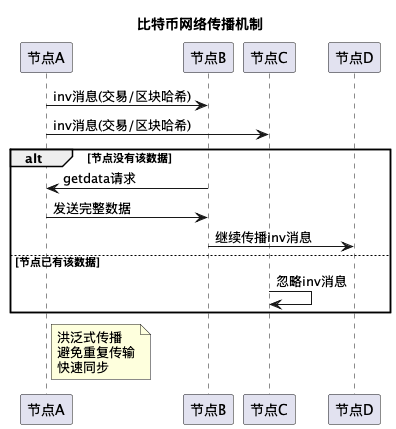 比特币网络传播机制
节点A 节点B 节点C 节点D
inv消息(交易/区块哈希)
inv消息(交易/区块哈希)
alt [节点没有该数据]
getdata请求
发送完整数据
继续传播inv消息
[节点已有该数据]
忽略inv消息
洪泛式传播
避免重复传输
快速同步
节点A 节点B 节点C 节点D